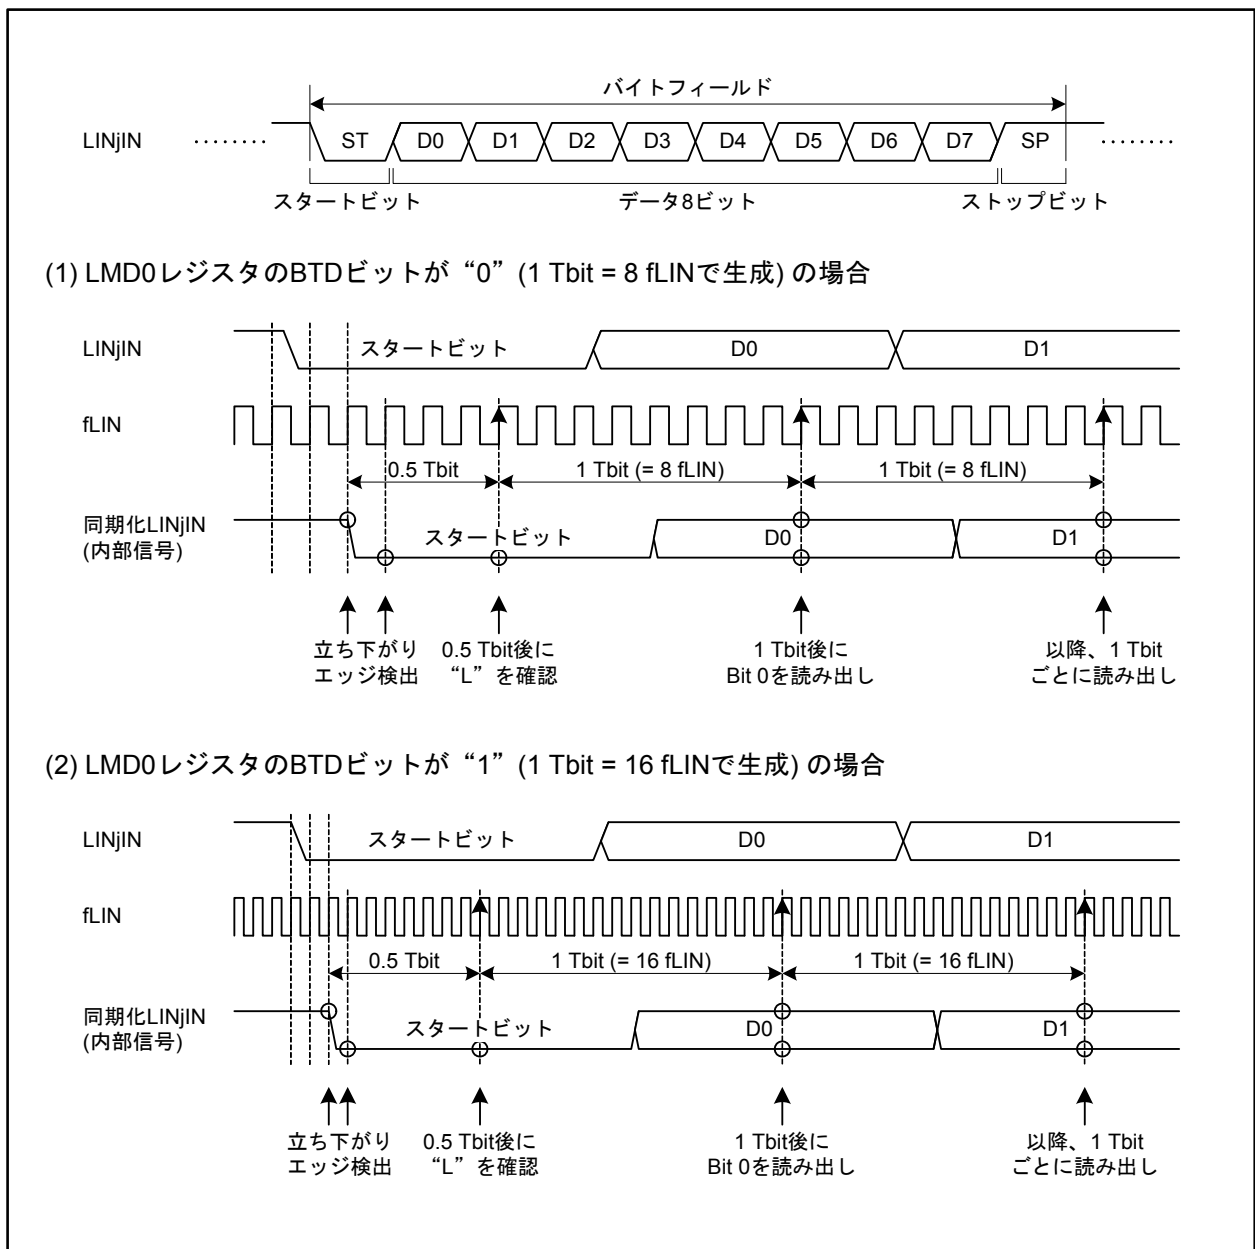 バイトフィールド
LINjIN ········ ST D0 D1 D2 D3 D4 D5 D6 D7 SP ········
スタートビット データ8ビット ストップビット
(1) LMD0レジスタのBTDビットが“0”(1 Tbit = 8 fLINで生成) の場合
LINjIN スタートビット D0 D1
fLIN
0.5 Tbit 1 Tbit (= 8 fLIN) 1 Tbit (= 8 fLIN)
同期化LINjIN
(内部信号)
スタートビット D0 D1
立ち下がり
エッジ検出
0.5 Tbit後に
“L”を確認
1 Tbit後に
Bit 0を読み出し
以降、1 Tbit
ごとに読み出し
(2) LMD0レジスタのBTDビットが“1”(1 Tbit = 16 fLINで生成) の場合
LINjIN スタートビット D0 D1
fLIN
0.5 Tbit 1 Tbit (= 16 fLIN) 1 Tbit (= 16 fLIN)
同期化LINjIN
(内部信号)
スタートビット D0 D1
立ち下がり
エッジ検出
0.5 Tbit後に
“L”を確認
1 Tbit後に
Bit 0を読み出し
以降、1 Tbit
ごとに読み出し